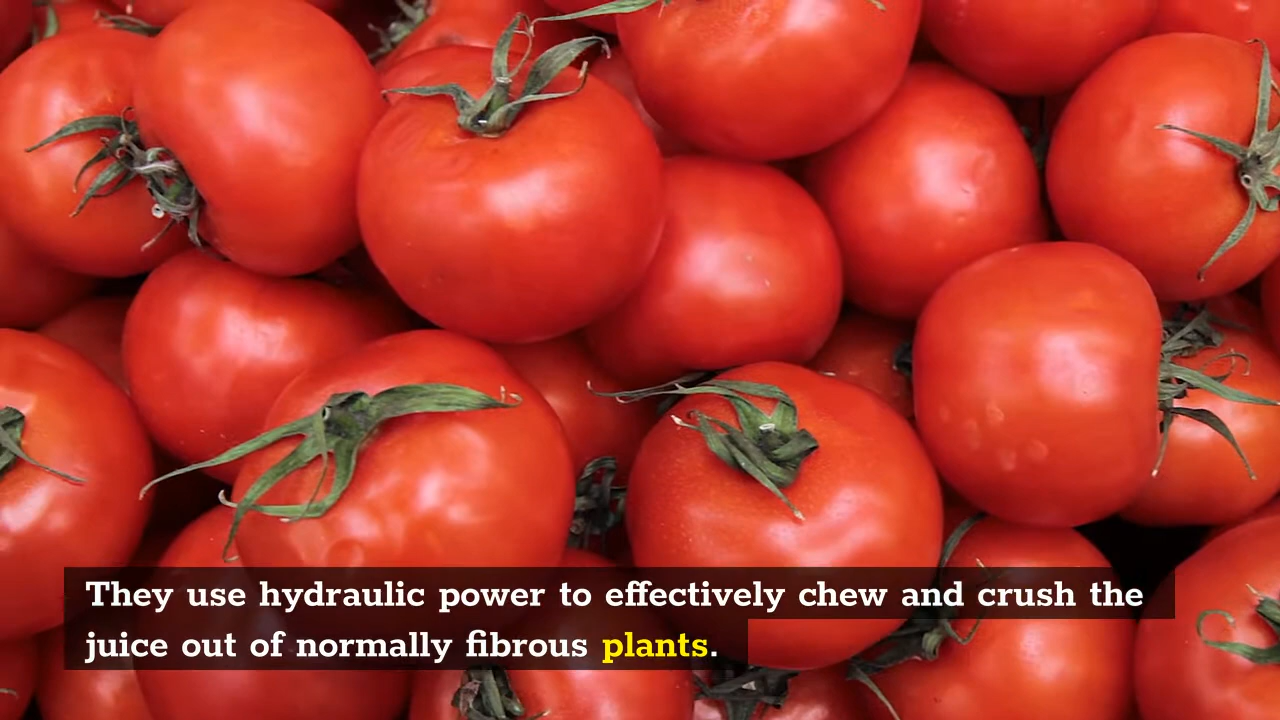 They use hydraulic power to effectively chew and crush the
juice out of normally fibrous plants.